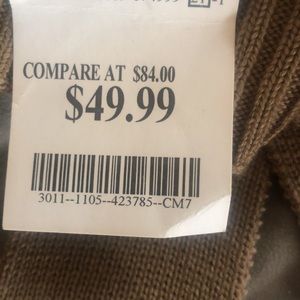 COMPARE AT $84.00
$49.99
3011--1105--423785--CM7